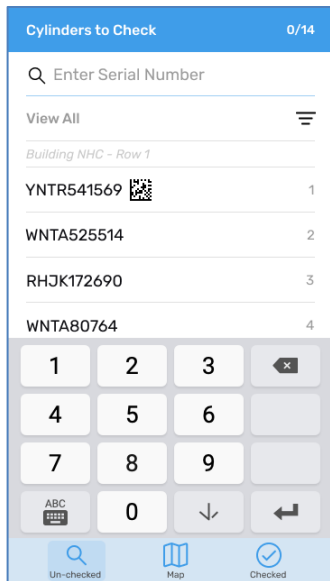 Cylinders to Check 0/14
Enter Serial Number
View All
Building NHC - Row 1
YNTR541569 1
WNTA525514 2
RHJK172690 3
WNTA80764 4
1 2 3
4 5 6
7 8 9
ABC 0
Un-checked Map Checked